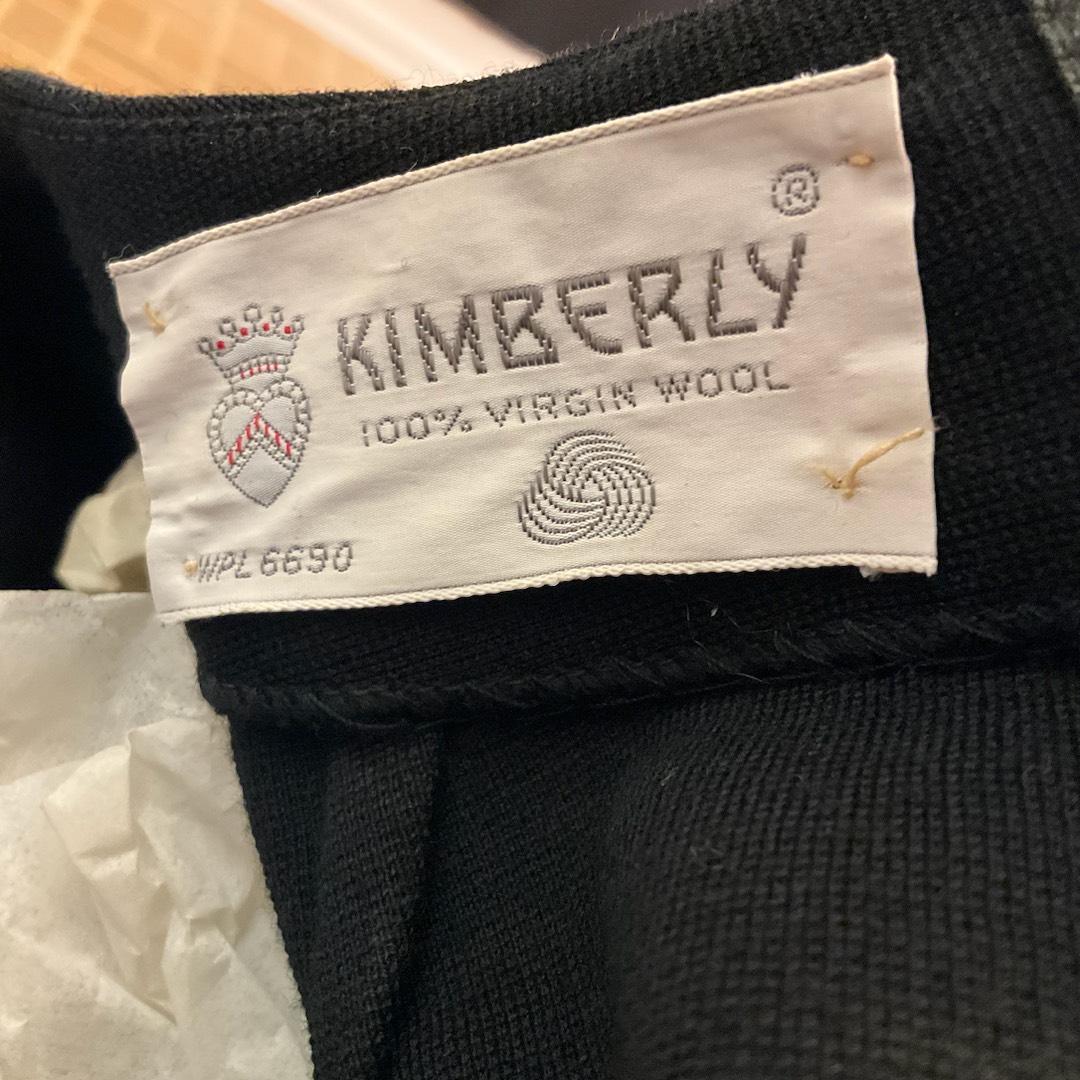 ®
KIMBERLY
100% VIRGIN WOOL
WPL 6690